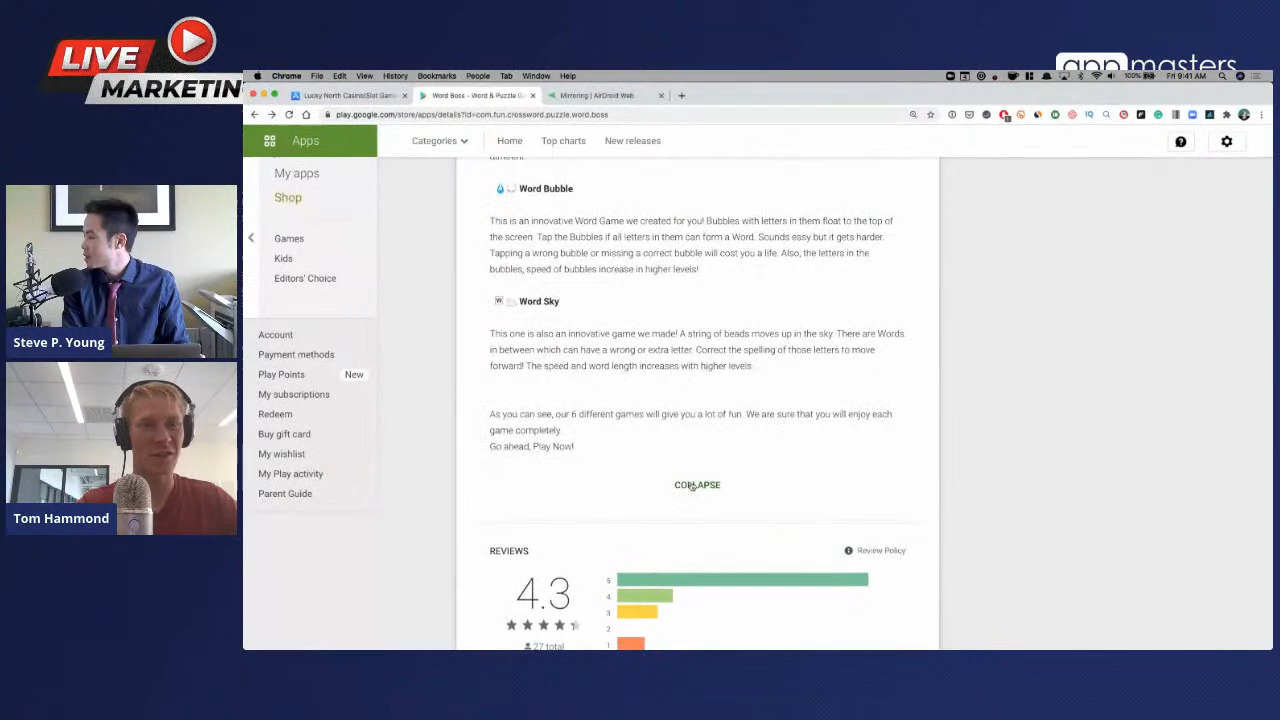 LIVE
MARKETIN
app masters
Chrome File Edit View History Bookmarks People Tab Window Help
100% Fri 9:41 AM
Lucky North Casino|Slot Game
Word Boss - Word & Puzzle G
Mirroring | AirDroid Web
play.google.com/store/apps/details?id=com.fun.crossword.puzzle.word.boss
Apps
Categories
Home
Top charts
New releases
My apps
Shop
Games
Kids
Editors' Choice
Account
Payment methods
Play Points New
My subscriptions
Redeem
Buy gift card
My wishlist
My Play activity
Parent Guide
different.
Word Bubble
This is an innovative Word Game we created for you! Bubbles with letters in them float to the top of
the screen. Tap the Bubbles if all letters in them can form a Word. Sounds easy but it gets harder.
Tapping a wrong bubble or missing a correct bubble will cost you a life. Also, the letters in the
bubbles, speed of bubbles increase in higher levels!
W Word Sky
This one is also an innovative game we made! A string of beads moves up in the sky. There are Words
in between which can have a wrong or extra letter. Correct the spelling of those letters to move
forward! The speed and word length increases with higher levels.
As you can see, our 6 different games will give you a lot of fun. We are sure that you will enjoy each
game completely.
Go ahead, Play Now!
COLLAPSE
REVIEWS
Review Policy
4.3
27 total
5
4
3
2
1
Steve P. Young
Tom Hammond